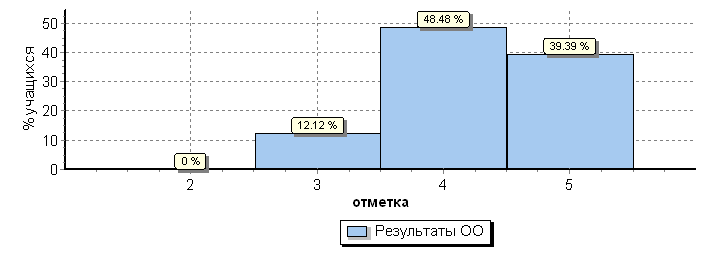 % учащихся
50
40
30
20
10
0
0 %
12.12 %
48.48 %
39.39 %
2 3 4 5
отметка
Результаты ОО